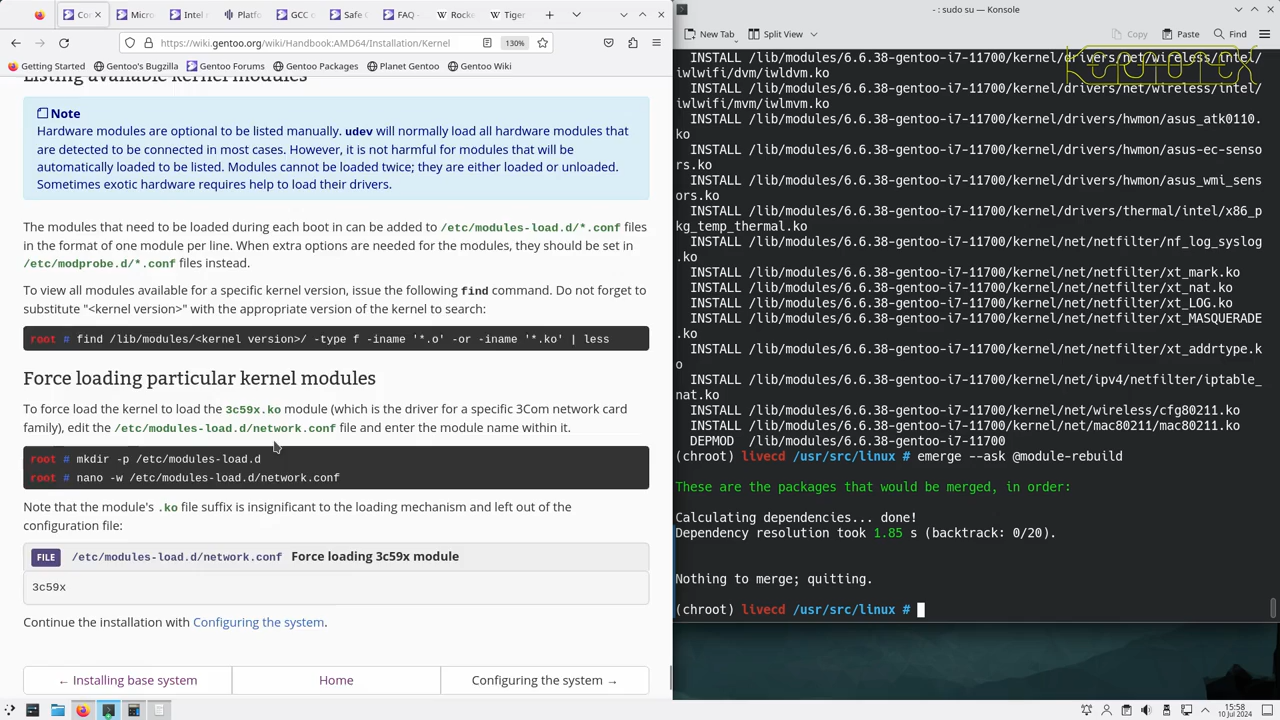 Co
Micro
Intel
Platfo
GCC
Safe
FAQ -
Rocke
Tiger
https://wiki.gentoo.org/wiki/Handbook:AMD64/Installation/Kernel
130%
Getting Started
Gentoo's Bugzilla
Gentoo Forums
Gentoo Packages
Planet Gentoo
Gentoo Wiki
Listing available kernel modules
Note
Hardware modules are optional to be listed manually. udev will normally load all hardware modules that
are detected to be connected in most cases. However, it is not harmful for modules that will be
automatically loaded to be listed. Modules cannot be loaded twice; they are either loaded or unloaded.
Sometimes exotic hardware requires help to load their drivers.
The modules that need to be loaded during each boot in can be added to /etc/modules-load.d/*.conf files
in the format of one module per line. When extra options are needed for the modules, they should be set in
/etc/modprobe.d/*.conf files instead.
To view all modules available for a specific kernel version, issue the following find command. Do not forget to
substitute "<kernel version>" with the appropriate version of the kernel to search:
root # find /lib/modules/<kernel version>/ -type f -iname '*.o' -or -iname '*.ko' | less
Force loading particular kernel modules
To force load the kernel to load the 3c59x.ko module (which is the driver for a specific 3Com network card
family), edit the /etc/modules-load.d/network.conf file and enter the module name within it.
root # mkdir -p /etc/modules-load.d
root # nano -w /etc/modules-load.d/network.conf
Note that the module's .ko file suffix is insignificant to the loading mechanism and left out of the
configuration file:
FILE /etc/modules-load.d/network.conf Force loading 3c59x module
3c59x
Continue the installation with Configuring the system.
← Installing base system
Home
Configuring the system →
- : sudo su — Konsole
New Tab
Split View
Copy
Paste
Find
INSTALL /lib/modules/6.6.38-gentoo-i7-11700/kernel/drivers/net/wireless/intel/
iwlwifi/dvm/iwldvm.ko
INSTALL /lib/modules/6.6.38-gentoo-i7-11700/kernel/drivers/net/wireless/intel/
iwlwifi/mvm/iwlmvm.ko
INSTALL /lib/modules/6.6.38-gentoo-i7-11700/kernel/drivers/hwmon/asus_atk0110.
ko
INSTALL /lib/modules/6.6.38-gentoo-i7-11700/kernel/drivers/hwmon/asus-ec-senso
rs.ko
INSTALL /lib/modules/6.6.38-gentoo-i7-11700/kernel/drivers/hwmon/asus_wmi_sens
ors.ko
INSTALL /lib/modules/6.6.38-gentoo-i7-11700/kernel/drivers/thermal/intel/x86_p
kg_temp_thermal.ko
INSTALL /lib/modules/6.6.38-gentoo-i7-11700/kernel/net/netfilter/nf_log_syslog
.ko
INSTALL /lib/modules/6.6.38-gentoo-i7-11700/kernel/net/netfilter/xt_mark.ko
INSTALL /lib/modules/6.6.38-gentoo-i7-11700/kernel/net/netfilter/xt_nat.ko
INSTALL /lib/modules/6.6.38-gentoo-i7-11700/kernel/net/netfilter/xt_LOG.ko
INSTALL /lib/modules/6.6.38-gentoo-i7-11700/kernel/net/netfilter/xt_MASQUERADE
.ko
INSTALL /lib/modules/6.6.38-gentoo-i7-11700/kernel/net/netfilter/xt_addrtype.k
o
INSTALL /lib/modules/6.6.38-gentoo-i7-11700/kernel/net/ipv4/netfilter/iptable_
nat.ko
INSTALL /lib/modules/6.6.38-gentoo-i7-11700/kernel/net/wireless/cfg80211.ko
INSTALL /lib/modules/6.6.38-gentoo-i7-11700/kernel/net/mac80211/mac80211.ko
DEPMOD /lib/modules/6.6.38-gentoo-i7-11700
(chroot) livecd /usr/src/linux # emerge --ask @module-rebuild
These are the packages that would be merged, in order:
Calculating dependencies... done!
Dependency resolution took 1.85 s (backtrack: 0/20).
Nothing to merge; quitting.
(chroot) livecd /usr/src/linux #
15:58
10 Jul 2024